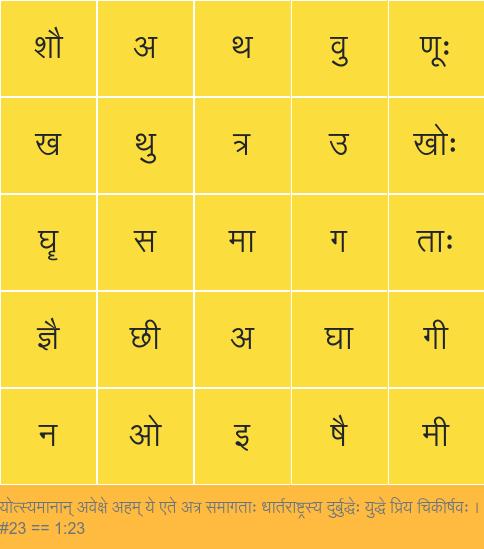 शौ अ थ वु णूः
ख थु त्र उ खोः
घॄ स मा ग ताः
ज्ञै छी अ घा गी
न ओ इ षै मी
योत्स्यमानान् अवेक्षे अहम् ये एते अत्र समागताः धार्तराष्ट्रस्य दुर्बुद्धेः युद्धे प्रिय चिकीर्षवः ।
#23 == 1:23